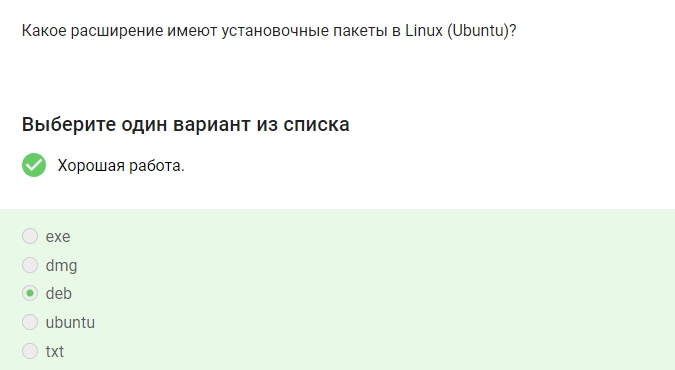 Какое расширение имеют установочные пакеты в Linux (Ubuntu)?
Выберите один вариант из списка
Хорошая работа.
exe
dmg
deb
ubuntu
txt